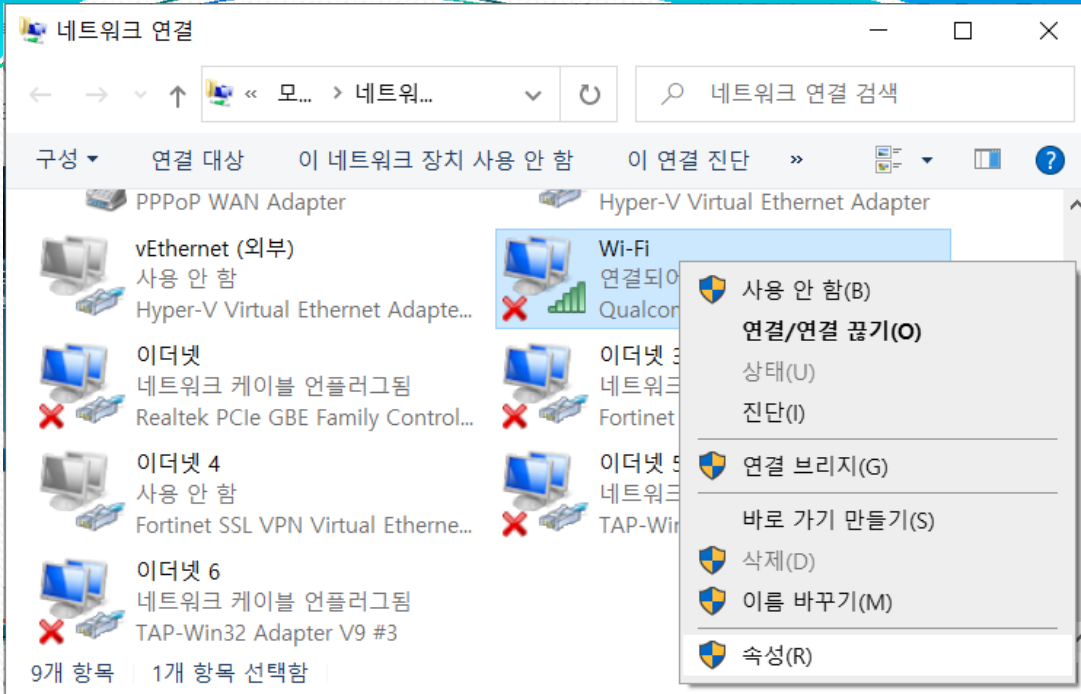 네트워크 연결
« 모... > 네트워...
네트워크 연결 검색
구성 연결 대상 이 네트워크 장치 사용 안 함 이 연결 진단 »
PPPoP WAN Adapter
Hyper-V Virtual Ethernet Adapter
vEthernet (외부)
사용 안 함
Hyper-V Virtual Ethernet Adapte...
Wi-Fi
연결되어
이더넷
네트워크 케이블 언플러그됨
Realtek PCIe GBE Family Control...
이더넷
네트워크
Fortinet
이더넷 4
사용 안 함
Fortinet SSL VPN Virtual Etherne...
이더넷 5
네트워크
이더넷 6
네트워크 케이블 언플러그됨
TAP-Win32 Adapter V9 #3
사용 안 함(B)
연결/연결 끊기(O)
상태(U)
진단(I)
연결 브리지(G)
바로 가기 만들기(S)
삭제(D)
이름 바꾸기(M)
속성(R)
9개 항목 1개 항목 선택함